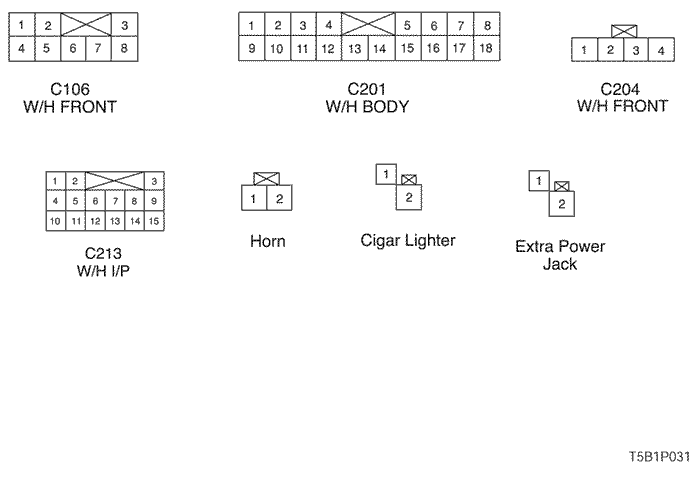 1 2 3
4 5 6 7 8
C106
W/H FRONT
1 2 3 4 5 6 7 8
9 10 11 12 13 14 15 16 17 18
C201
W/H BODY
1 2 3 4
C204
W/H FRONT
1 2 3
4 5 6 7 8 9
10 11 12 13 14 15
C213
W/H I/P
1 2
Horn
1
2
Cigar Lighter
1
2
Extra Power
Jack
T5B1P031